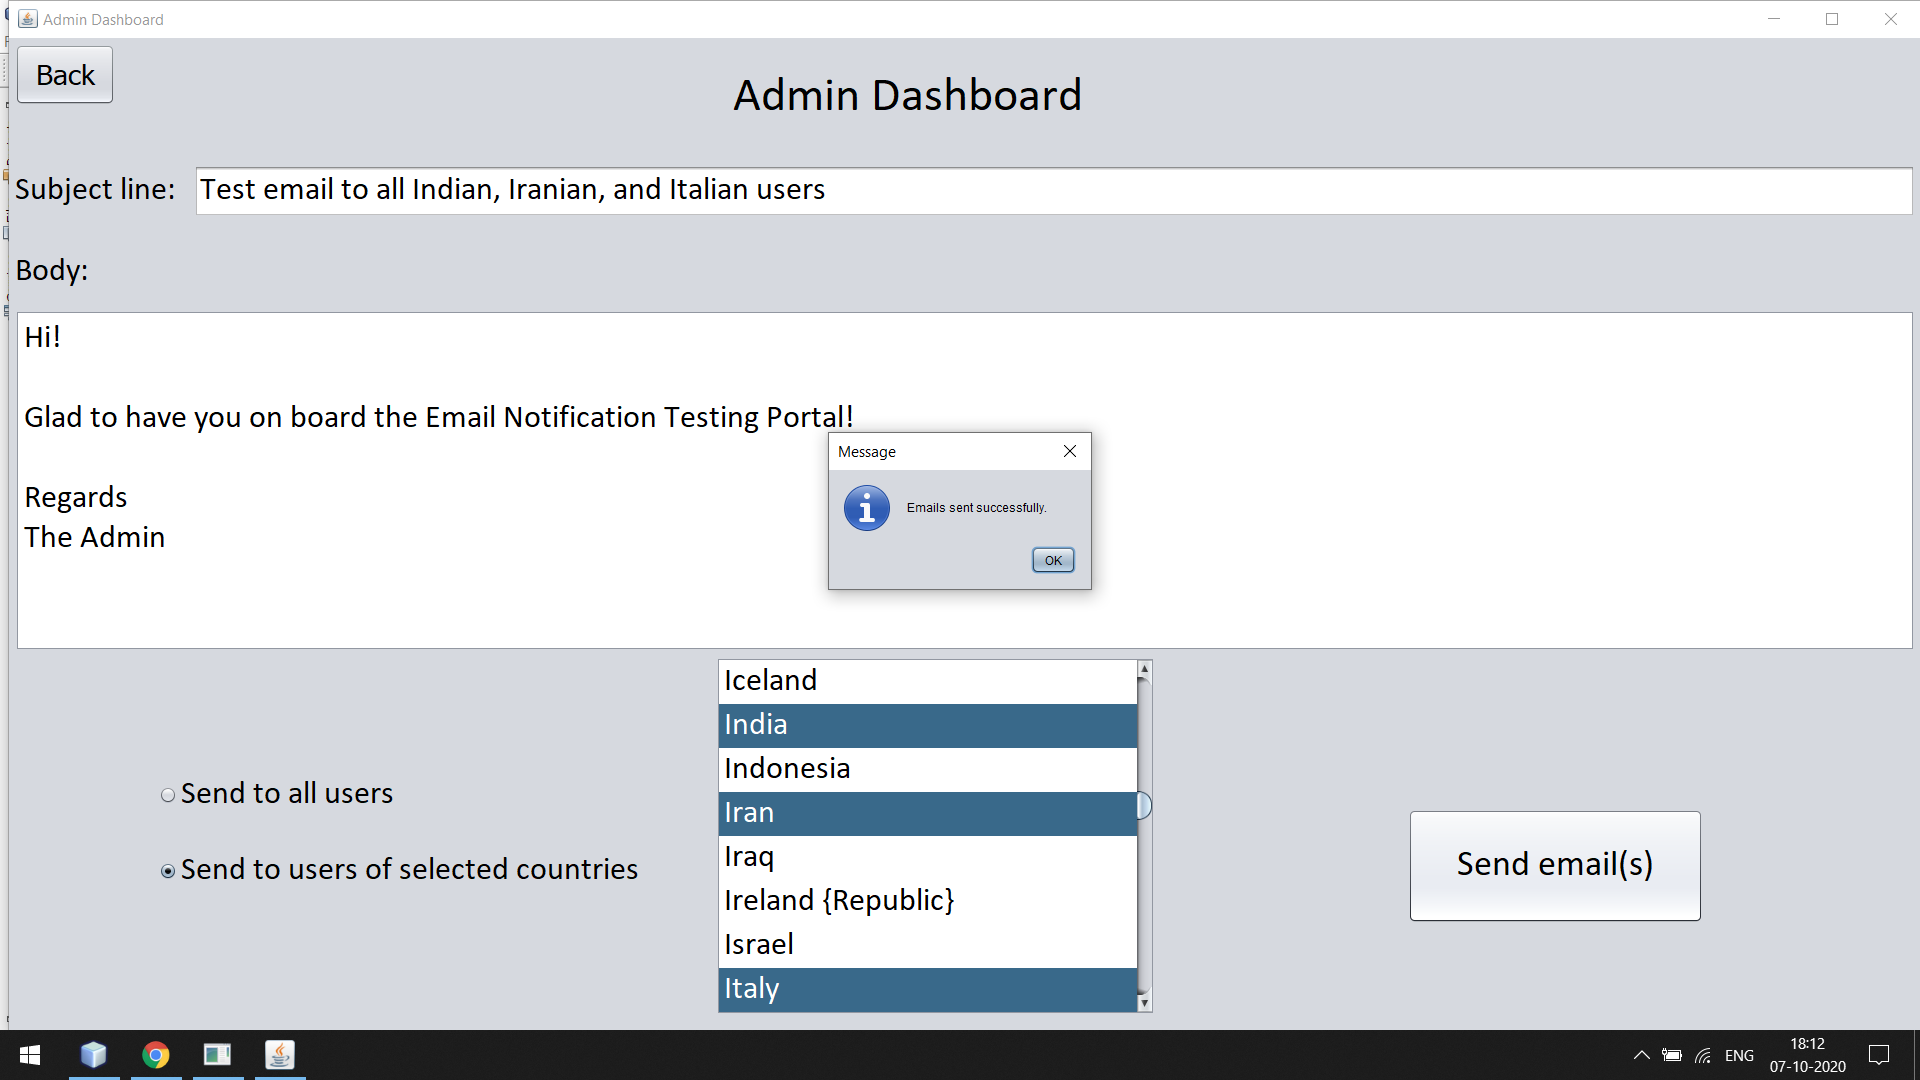 Admin Dashboard
Back
Admin Dashboard
Subject line: Test email to all Indian, Iranian, and Italian users
Body:
Hi!
Glad to have you on board the Email Notification Testing Portal!
Regards
The Admin
Message
Emails sent successfully.
OK
Iceland
India
Indonesia
Iran
Iraq
Ireland {Republic}
Israel
Italy
Send to all users
Send to users of selected countries
Send email(s)
ENG
18:12
07-10-2020